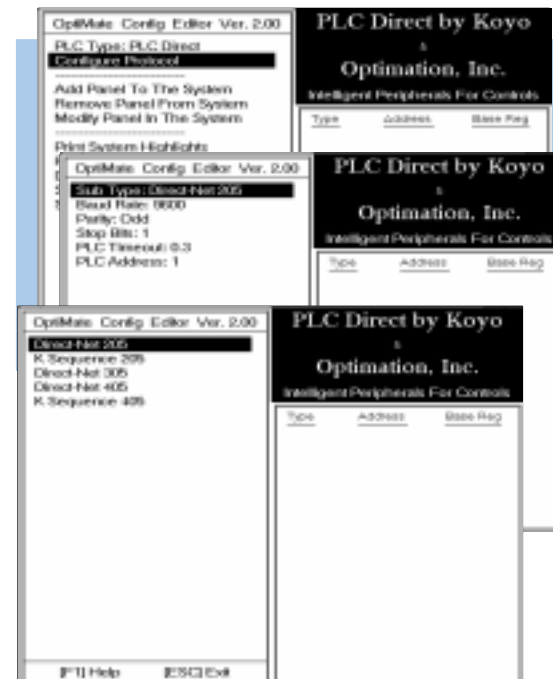 OptiMate Config Editor Ver. 2.00
PLC Type: PLC Direct
Configure Protocol
Add Panel To The System
Remove Panel From System
Modify Panel In The System
Print System Highlights
PLC Direct by Koyo
&
Optimation, Inc.
Intelligent Peripherals For Controls
Type Address Base Reg
OptiMate Config Editor Ver. 2.00
Sub Type: Direct-Net 205
Baud Rate: 9600
Parity: Odd
Stop Bits: 1
PLC Timeout: 0.3
PLC Address: 1
PLC Direct by Koyo
&
Optimation, Inc.
Intelligent Peripherals For Controls
Type Address Base Reg
OptiMate Config Editor Ver. 2.00
Direct-Net 205
K Sequence 205
Direct-Net 305
Direct-Net 405
K Sequence 405
[F1] Help [ESC] Exit
PLC Direct by Koyo
&
Optimation, Inc.
Intelligent Peripherals For Controls
Type Address Base Reg